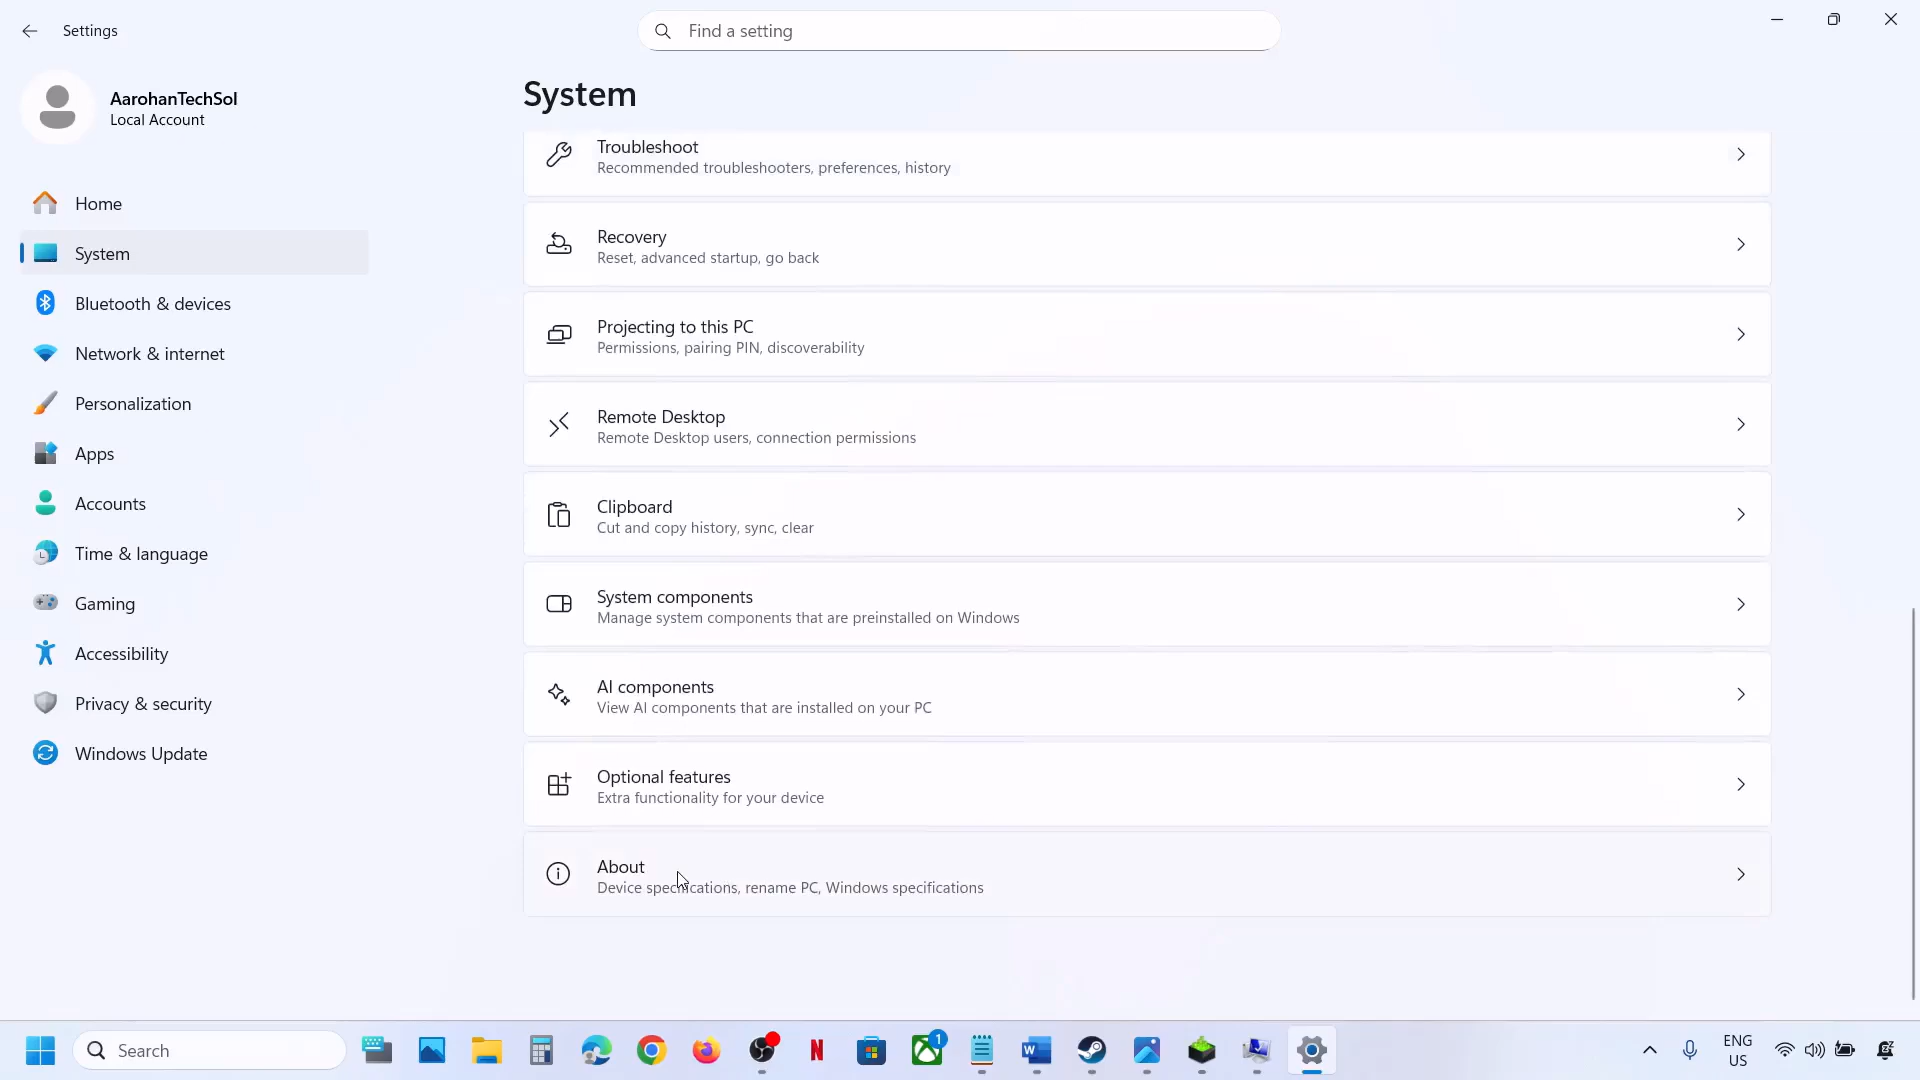 Settings
Find a setting
AarohanTechSol
Local Account
Home
System
Bluetooth & devices
Network & internet
Personalization
Apps
Accounts
Time & language
Gaming
Accessibility
Privacy & security
Windows Update
System
Troubleshoot
Recommended troubleshooters, preferences, history
Recovery
Reset, advanced startup, go back
Projecting to this PC
Permissions, pairing PIN, discoverability
Remote Desktop
Remote Desktop users, connection permissions
Clipboard
Cut and copy history, sync, clear
System components
Manage system components that are preinstalled on Windows
AI components
View AI components that are installed on your PC
Optional features
Extra functionality for your device
About
Device specifications, rename PC, Windows specifications
Search
N
1
W
ENG
US